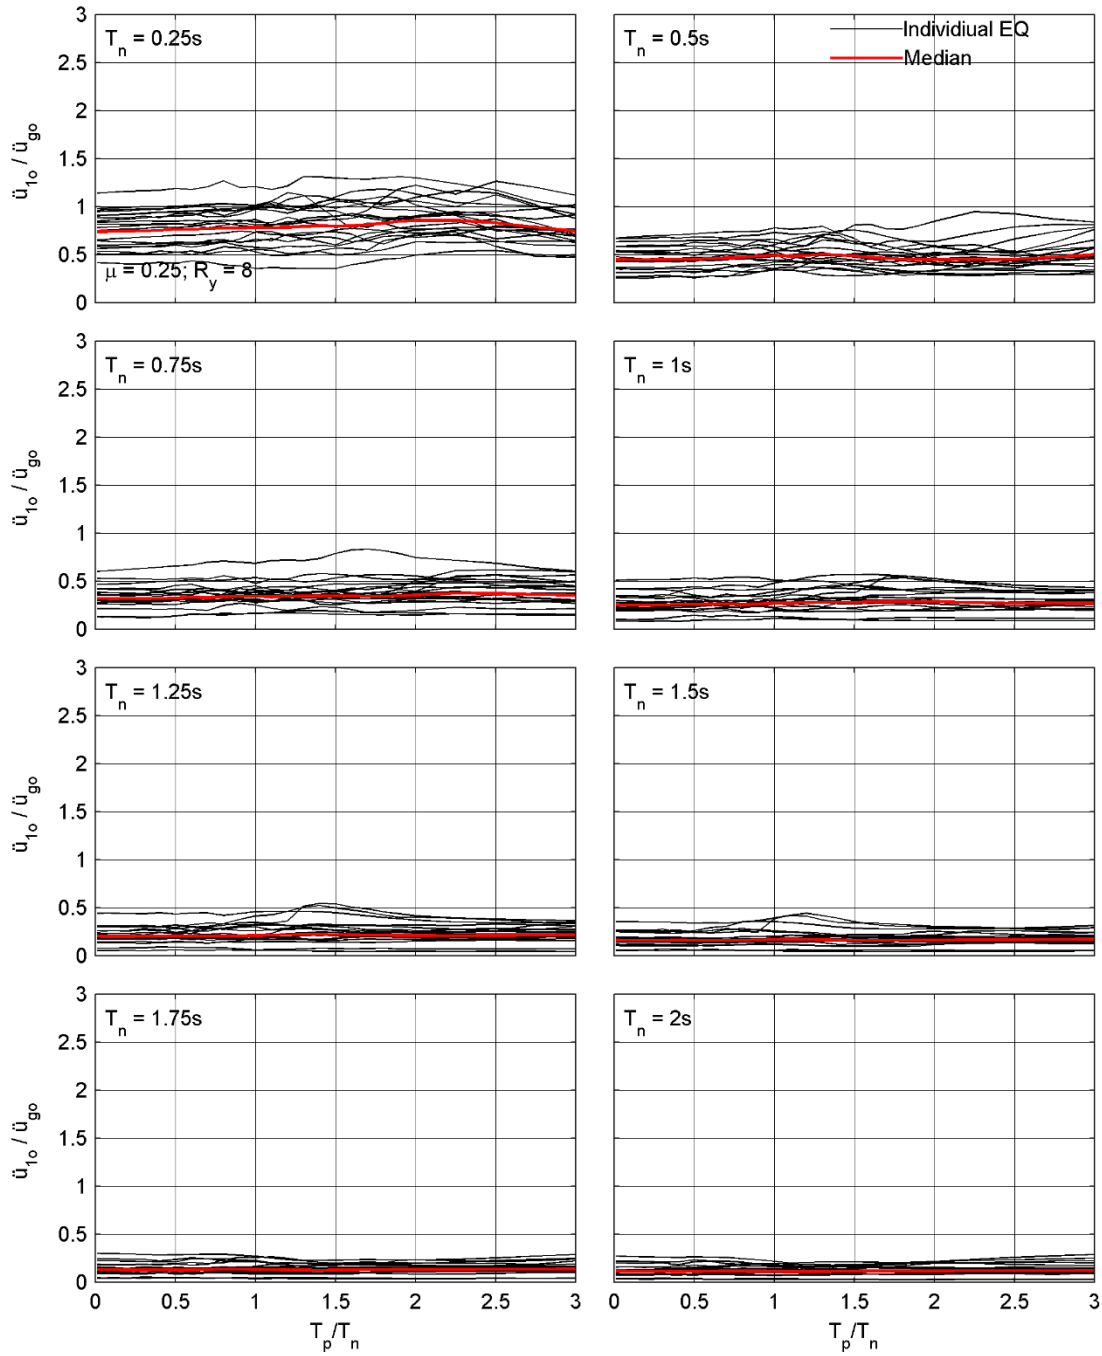 3
2.5
2
1.5
1
0.5
0
ü1o / ügo
Tn = 0.25s
μ = 0.25; Ry = 8
Tn = 0.5s
Individiual EQ
Median
3
2.5
2
1.5
1
0.5
0
ü1o / ügo
Tn = 0.75s
Tn = 1s
3
2.5
2
1.5
1
0.5
0
ü1o / ügo
Tn = 1.25s
Tn = 1.5s
3
2.5
2
1.5
1
0.5
0
ü1o / ügo
Tn = 1.75s
Tn = 2s
0 0.5 1 1.5 2 2.5 3
Tp/Tn
0 0.5 1 1.5 2 2.5 3
Tp/Tn